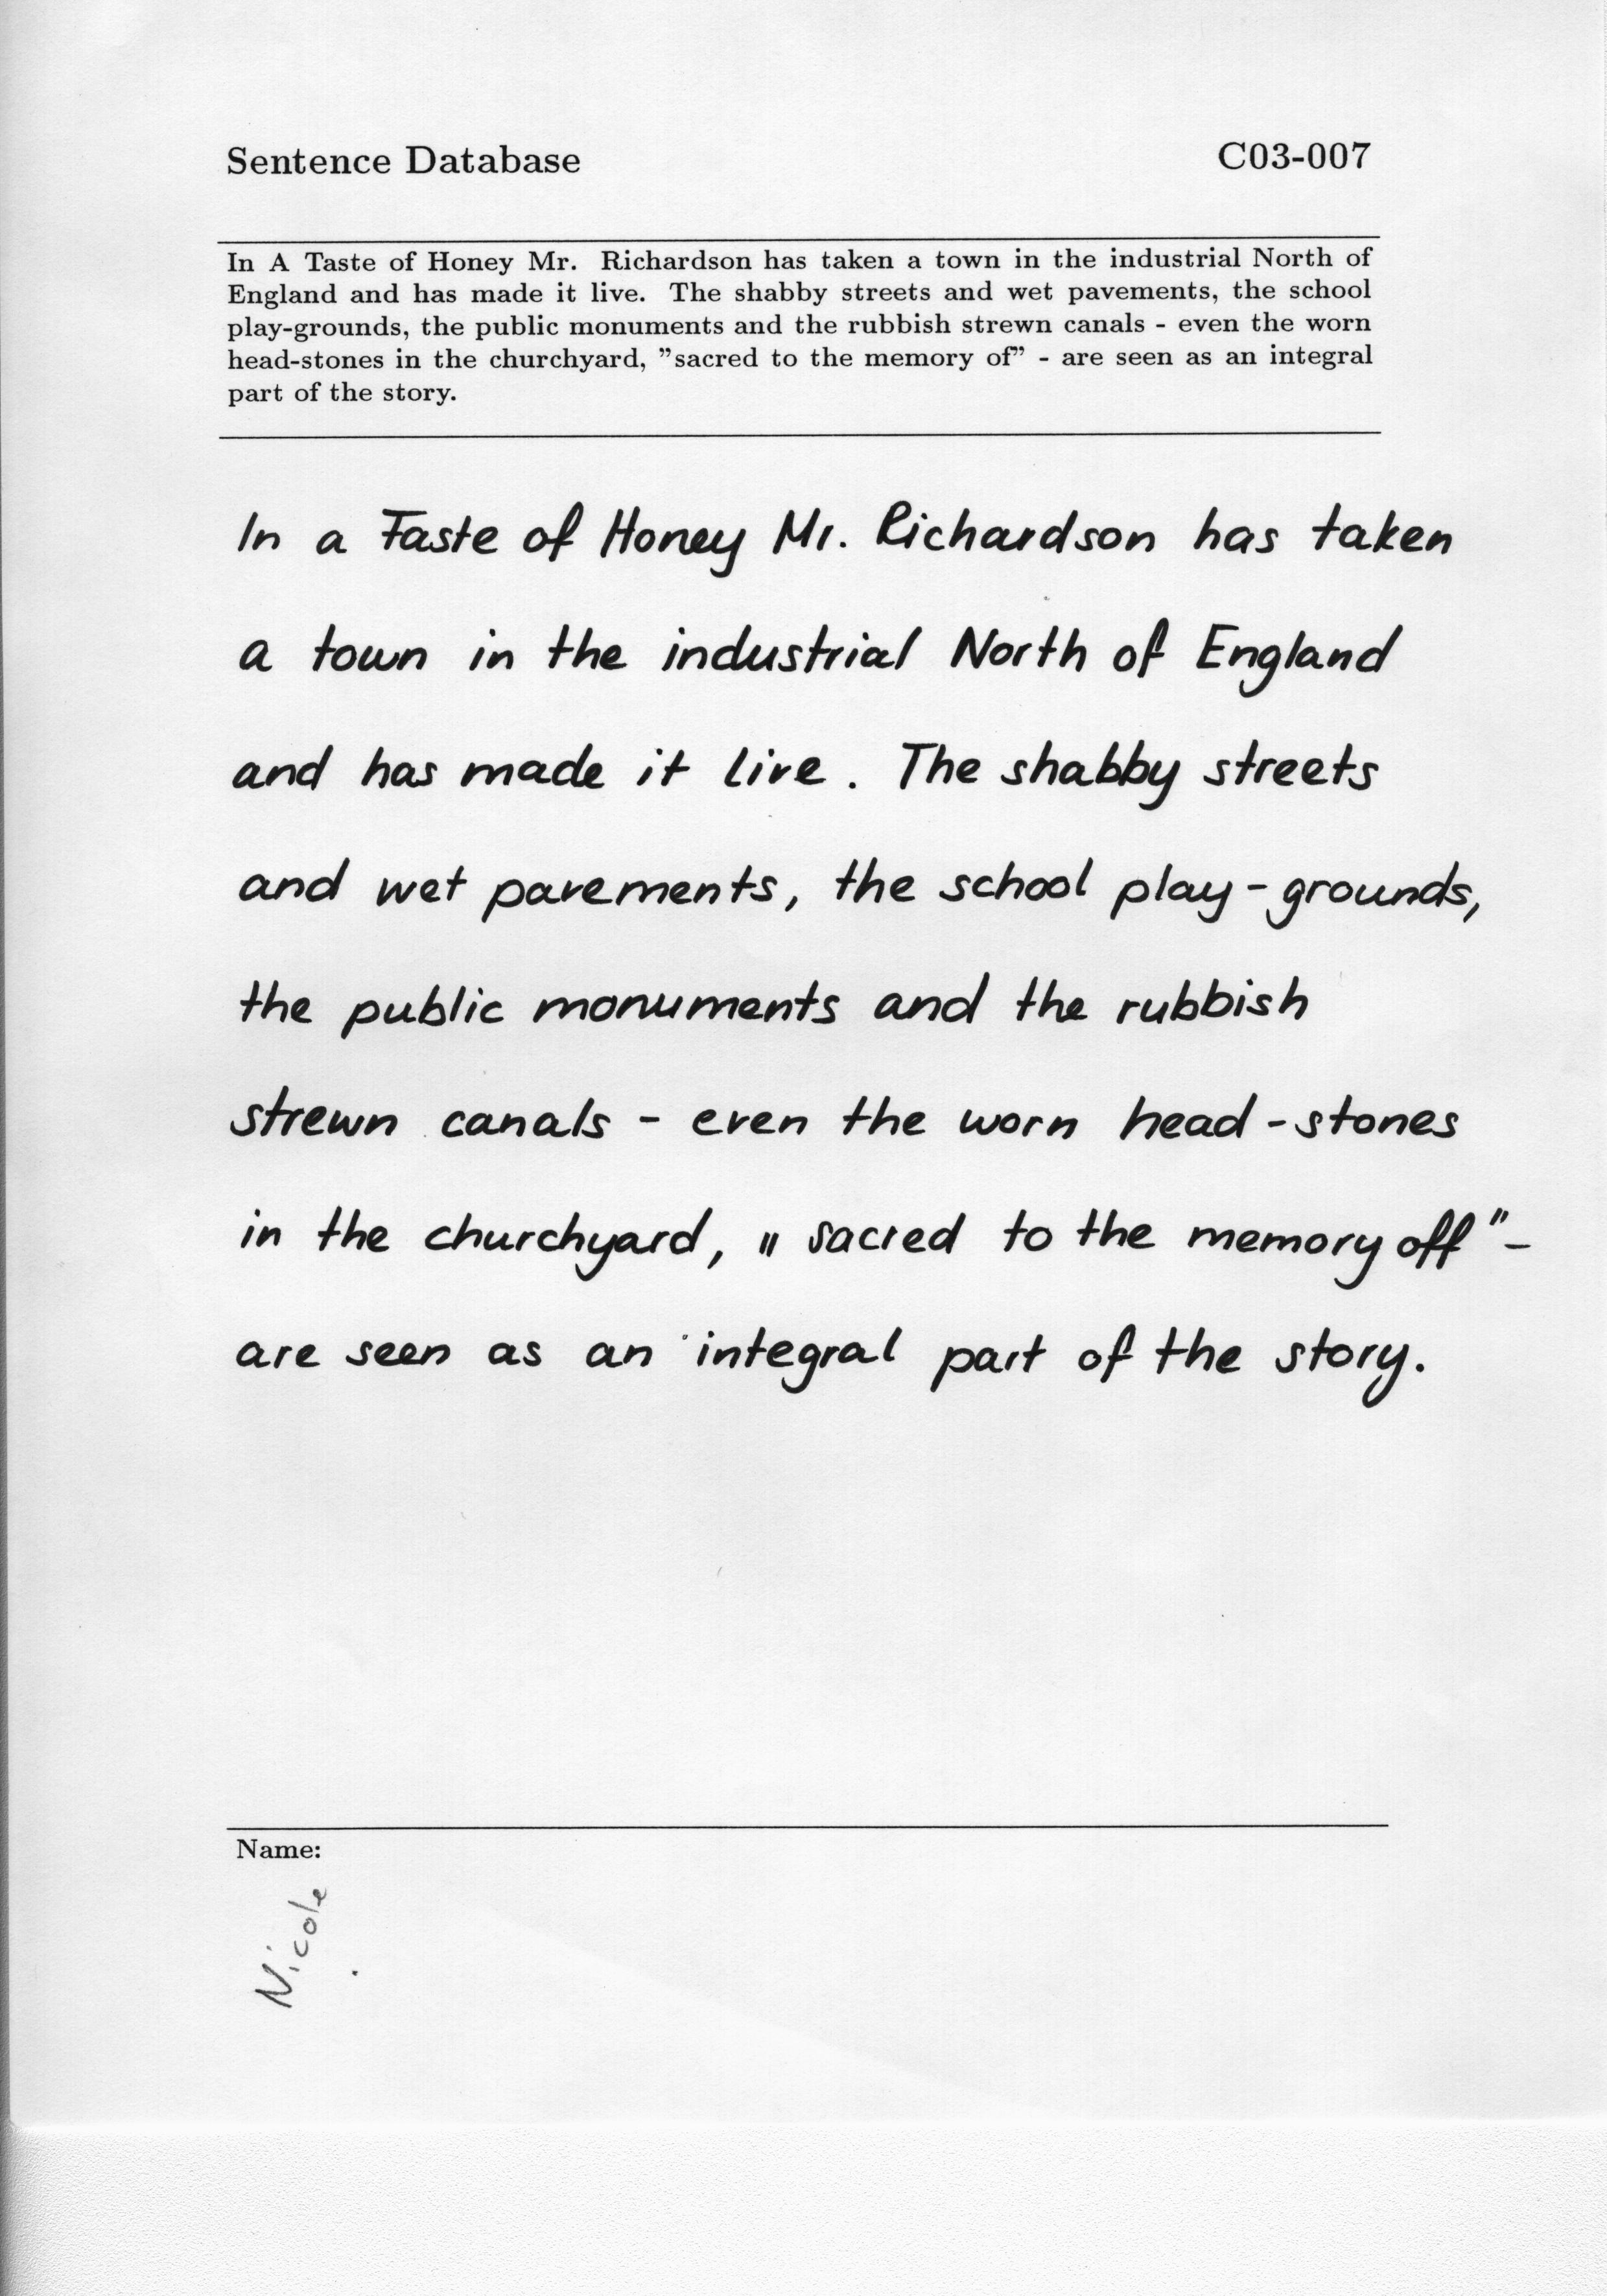 Sentence Database C03-007
In A Taste of Honey Mr. Richardson has taken a town in the industrial North of
England and has made it live. The shabby streets and wet pavements, the school
play-grounds, the public monuments and the rubbish strewn canals - even the worn
head-stones in the churchyard, ”sacred to the memory of” - are seen as an integral
part of the story.
In a Taste of Honey Mr. Richardson has taken
a town in the industrial North of England
and has made it live. The shabby streets
and wet pavements, the school play-grounds,
the public monuments and the rubbish
strewn canals - even the worn head-stones
in the churchyard, „sacred to the memory off” -
are seen as an integral part of the story.
Name:
Nicole